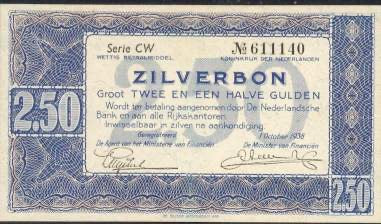 Serie CW № 611140
WETTIG BETAALMIDDEL KONINKRIJK DER NEDERLANDEN
ZILVERBON
Groot TWEE EN EEN HALVE GULDEN
Wordt ter betaling aangenomen door De Nederlandsche
Bank en aan alle Rijkskantoren.
Inwisselbaar in zilver na aankondiging.
Geregistreerd 1 October 1938
De Agent van het Ministerie van Financiën De Minister van Financiën
2.50
2.50
250